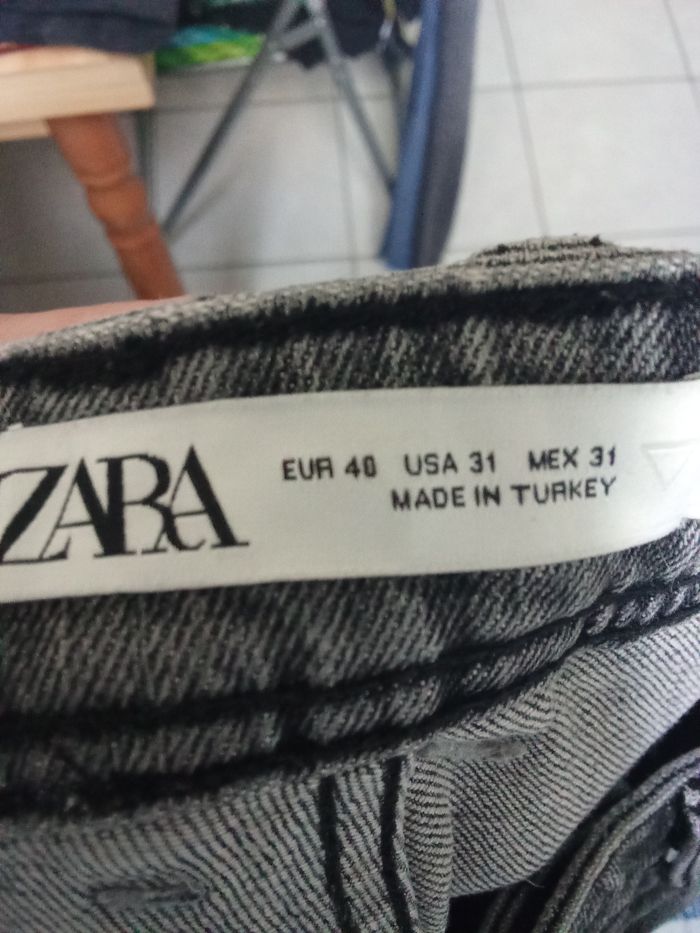 ZARA
EUR 40 USA 31 MEX 31
MADE IN TURKEY